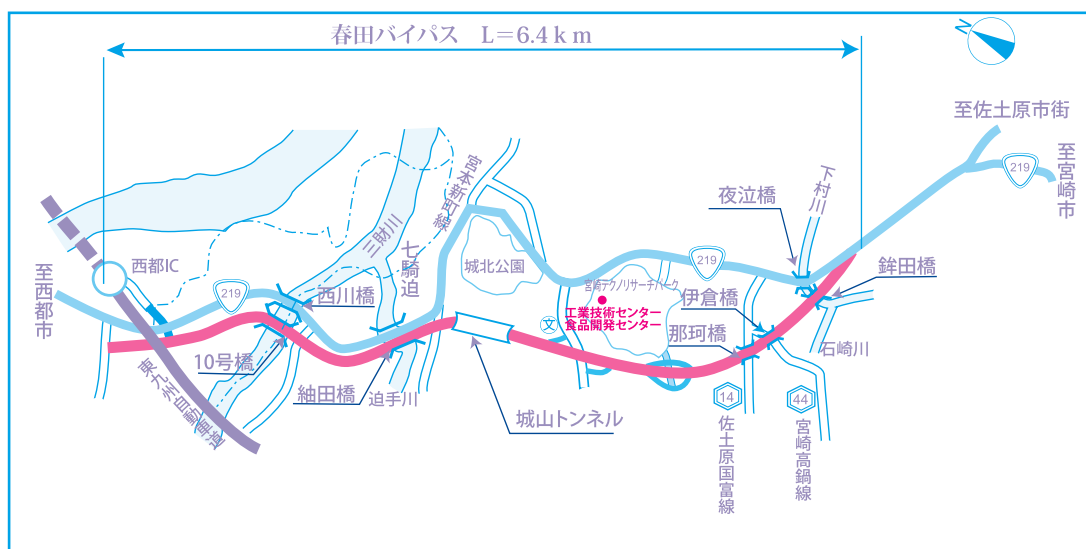 春田バイパス L=6.4km
N
至佐土原市街
219
至宮崎市
下村川
夜泣橋
宮本新町線
三財川
七騎迫
城北公園
西都IC
至西都市
219
西川橋
219
宮崎テクノリサーチパーク
工業技術センター
食品開発センター
文
伊倉橋
鉾田橋
那珂橋
石崎川
10号橋
紬田橋
迫手川
城山トンネル
東九州自動車道
14
佐土原国富線
44
宮崎高鍋線